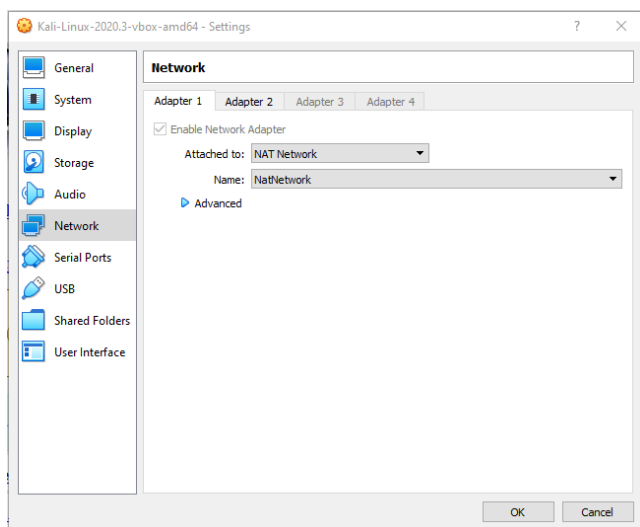 Kali-Linux-2020.3-vbox-amd64 - Settings ?
General
System
Display
Storage
Audio
Network
Serial Ports
USB
Shared Folders
User Interface
Network
Adapter 1 Adapter 2 Adapter 3 Adapter 4
Enable Network Adapter
Attached to: NAT Network
Name: NatNetwork
Advanced
OK Cancel